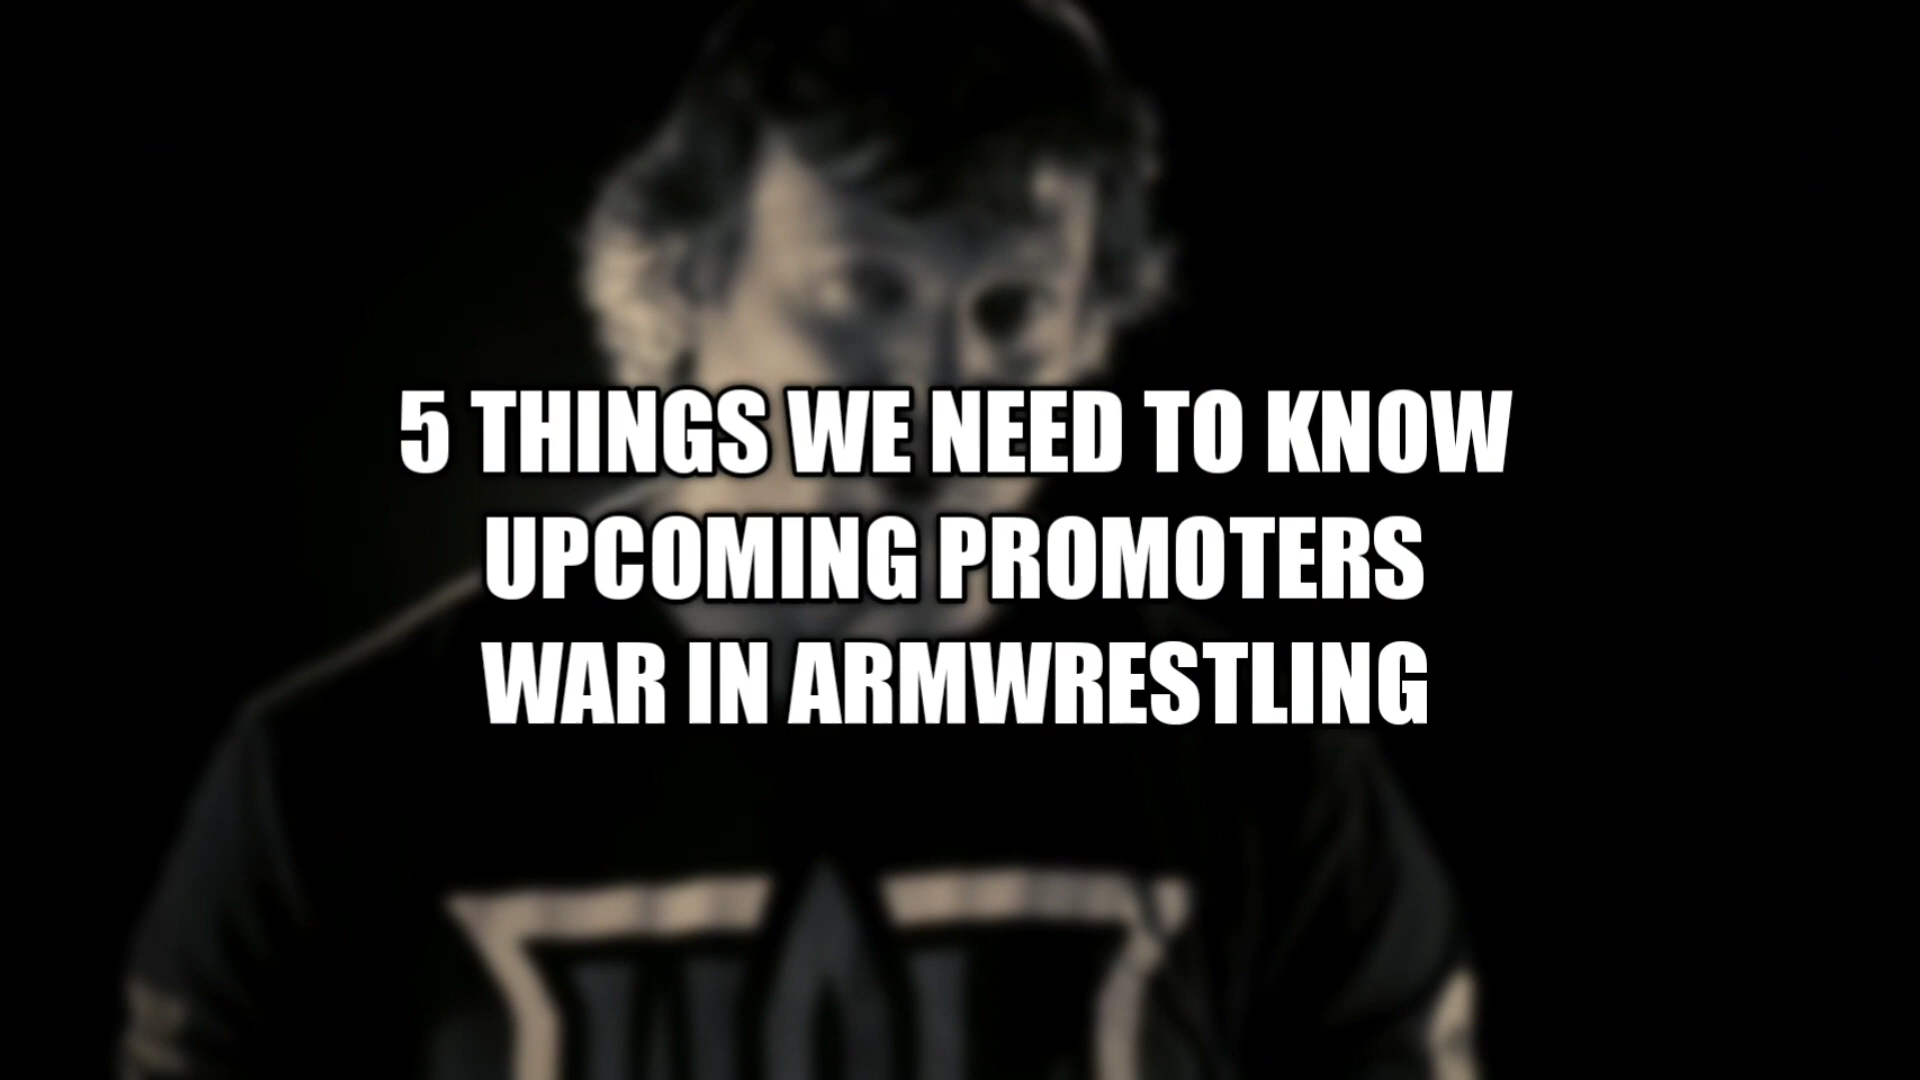 5 THINGS WE NEED TO KNOW
UPCOMING PROMOTERS
WAR IN ARMWRESTLING